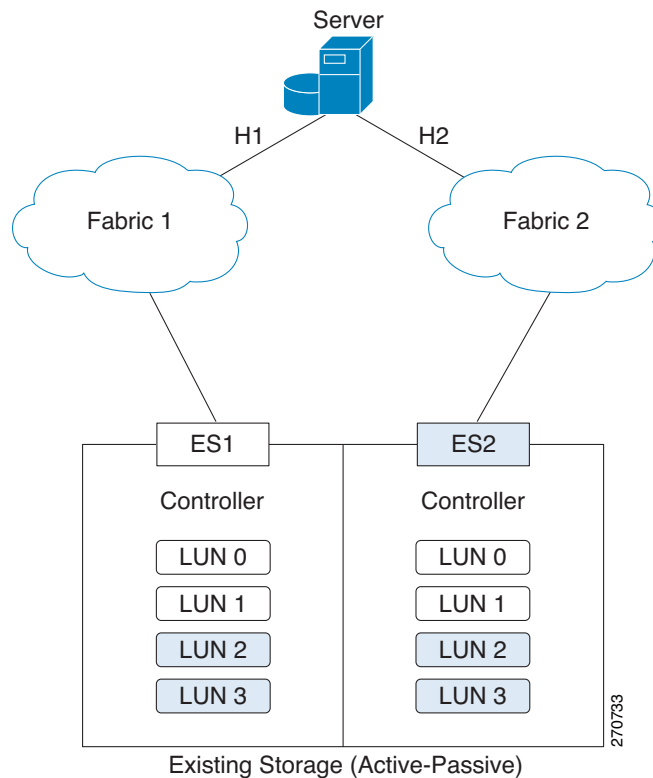 Server
H1 H2
Fabric 1 Fabric 2
ES1 ES2
Controller Controller
LUN 0 LUN 0
LUN 1 LUN 1
LUN 2 LUN 2
LUN 3 LUN 3
270733
Existing Storage (Active-Passive)